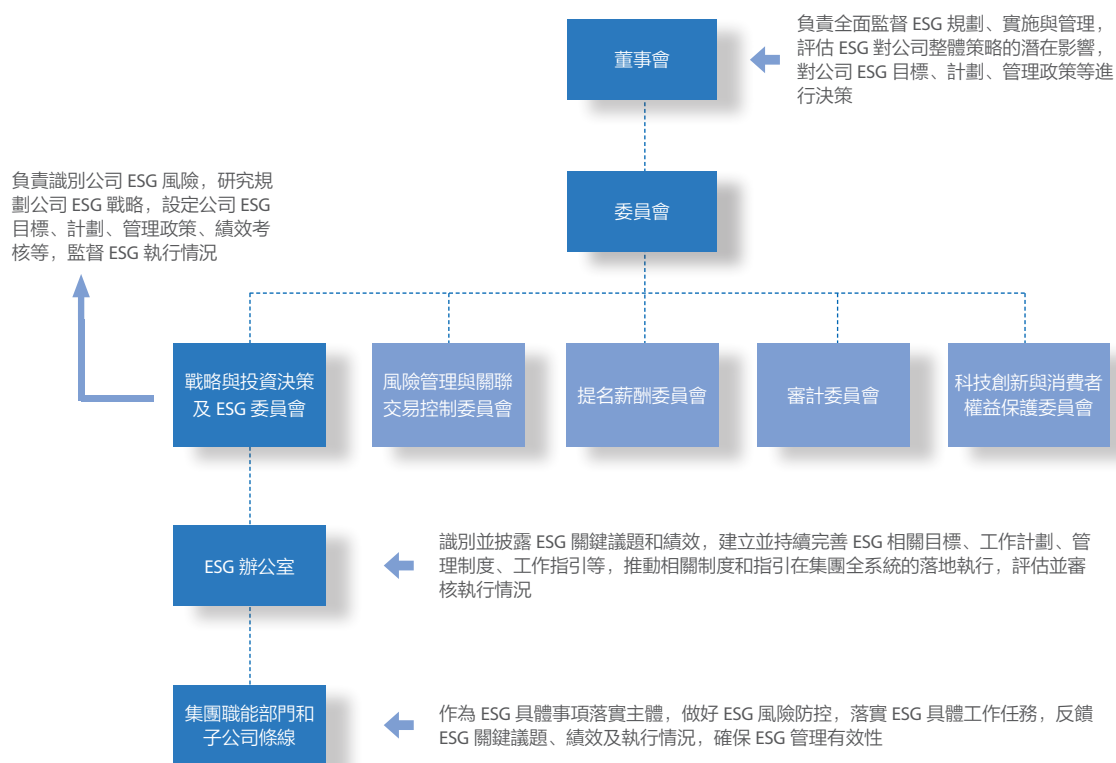 負責全面監督 ESG 規劃、實施與管理，
評估 ESG 對公司整體策略的潛在影響，
對公司 ESG 目標、計劃、管理政策等進
行決策
董事會
委員會
負責識別公司 ESG 風險，研究規
劃公司 ESG 戰略，設定公司 ESG
目標、計劃、管理政策、績效考
核等，監督 ESG 執行情況
戰略與投資決策
及 ESG 委員會
風險管理與關聯
交易控制委員會
提名薪酬委員會
審計委員會
科技創新與消費者
權益保護委員會
ESG 辦公室
識別並披露 ESG 關鍵議題和績效，建立並持續完善 ESG 相關目標、工作計劃、管
理制度、工作指引等，推動相關制度和指引在集團全系統的落地執行，評估並審
核執行情況
集團職能部門和
子公司條線
作為 ESG 具體事項落實主體，做好 ESG 風險防控，落實 ESG 具體工作任務，反饋
ESG 關鍵議題、績效及執行情況，確保 ESG 管理有效性